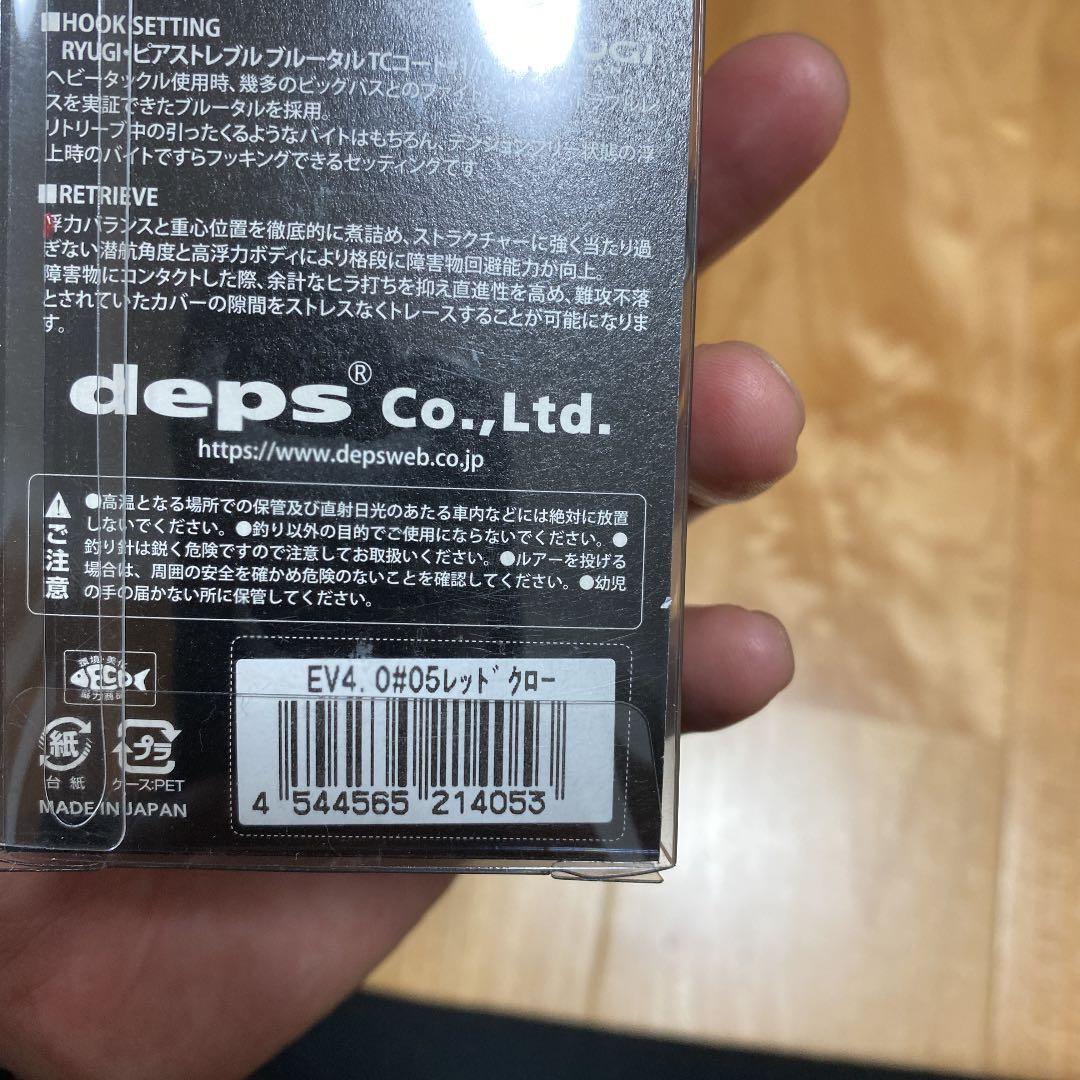 HOOK SETTING
RYUGI・ピアストレブル ブルータル TCコート
ヘビータックル使用時、幾多のビッグバスとのファイ
スを実証できたブルータルを採用。
リトリーブ中の引ったくるようなバイトはもちろん、テンションフリー状態の浮
上時のバイトですらフッキングできるセッティングです
RETRIEVE
浮力バランスと重心位置を徹底的に煮詰め、ストラクチャーに強く当たり過
ぎない潜航角度と高浮力ボディにより格段に障害物回避能力が向上。
障害物にコンタクトした際、余計なヒラ打ちを抑え直進性を高め、難攻不落
とされていたカバーの隙間をストレスなくトレースすることが可能になりま
す。
deps® Co.,Ltd.
https://www.depsweb.co.jp
ご注意
●高温となる場所での保管及び直射日光のあたる車内などには絶対に放置
しないでください。●釣り以外の目的でご使用にならないでください。●
釣り針は鋭く危険ですので注意してお取扱いください。●ルアーを投げる
場合は、周囲の安全を確かめ危険のないことを確認してください。●幼児
の手の届かない所に保管してください。
ECO
紙
プラ
台紙
ケース:PET
MADE IN JAPAN
EV4.0#05レッドクロー
4 544565 214053